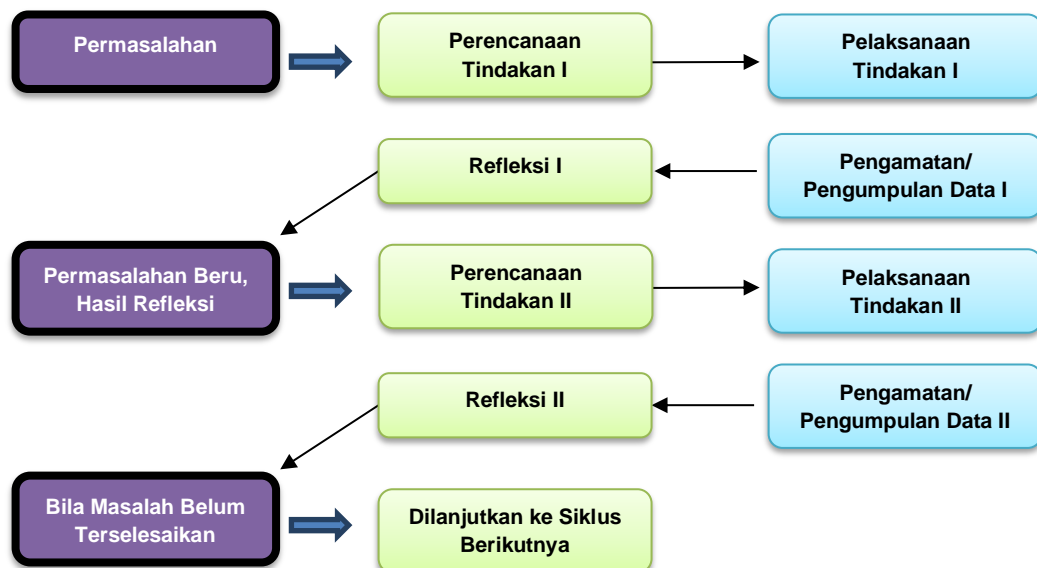 Permasalahan
Perencanaan
Tindakan I
Pelaksanaan
Tindakan I
Refleksi I
Pengamatan/
Pengumpulan Data I
Permasalahan Beru,
Hasil Refleksi
Perencanaan
Tindakan II
Pelaksanaan
Tindakan II
Refleksi II
Pengamatan/
Pengumpulan Data II
Bila Masalah Belum
Terselesaikan
Dilanjutkan ke Siklus
Berikutnya